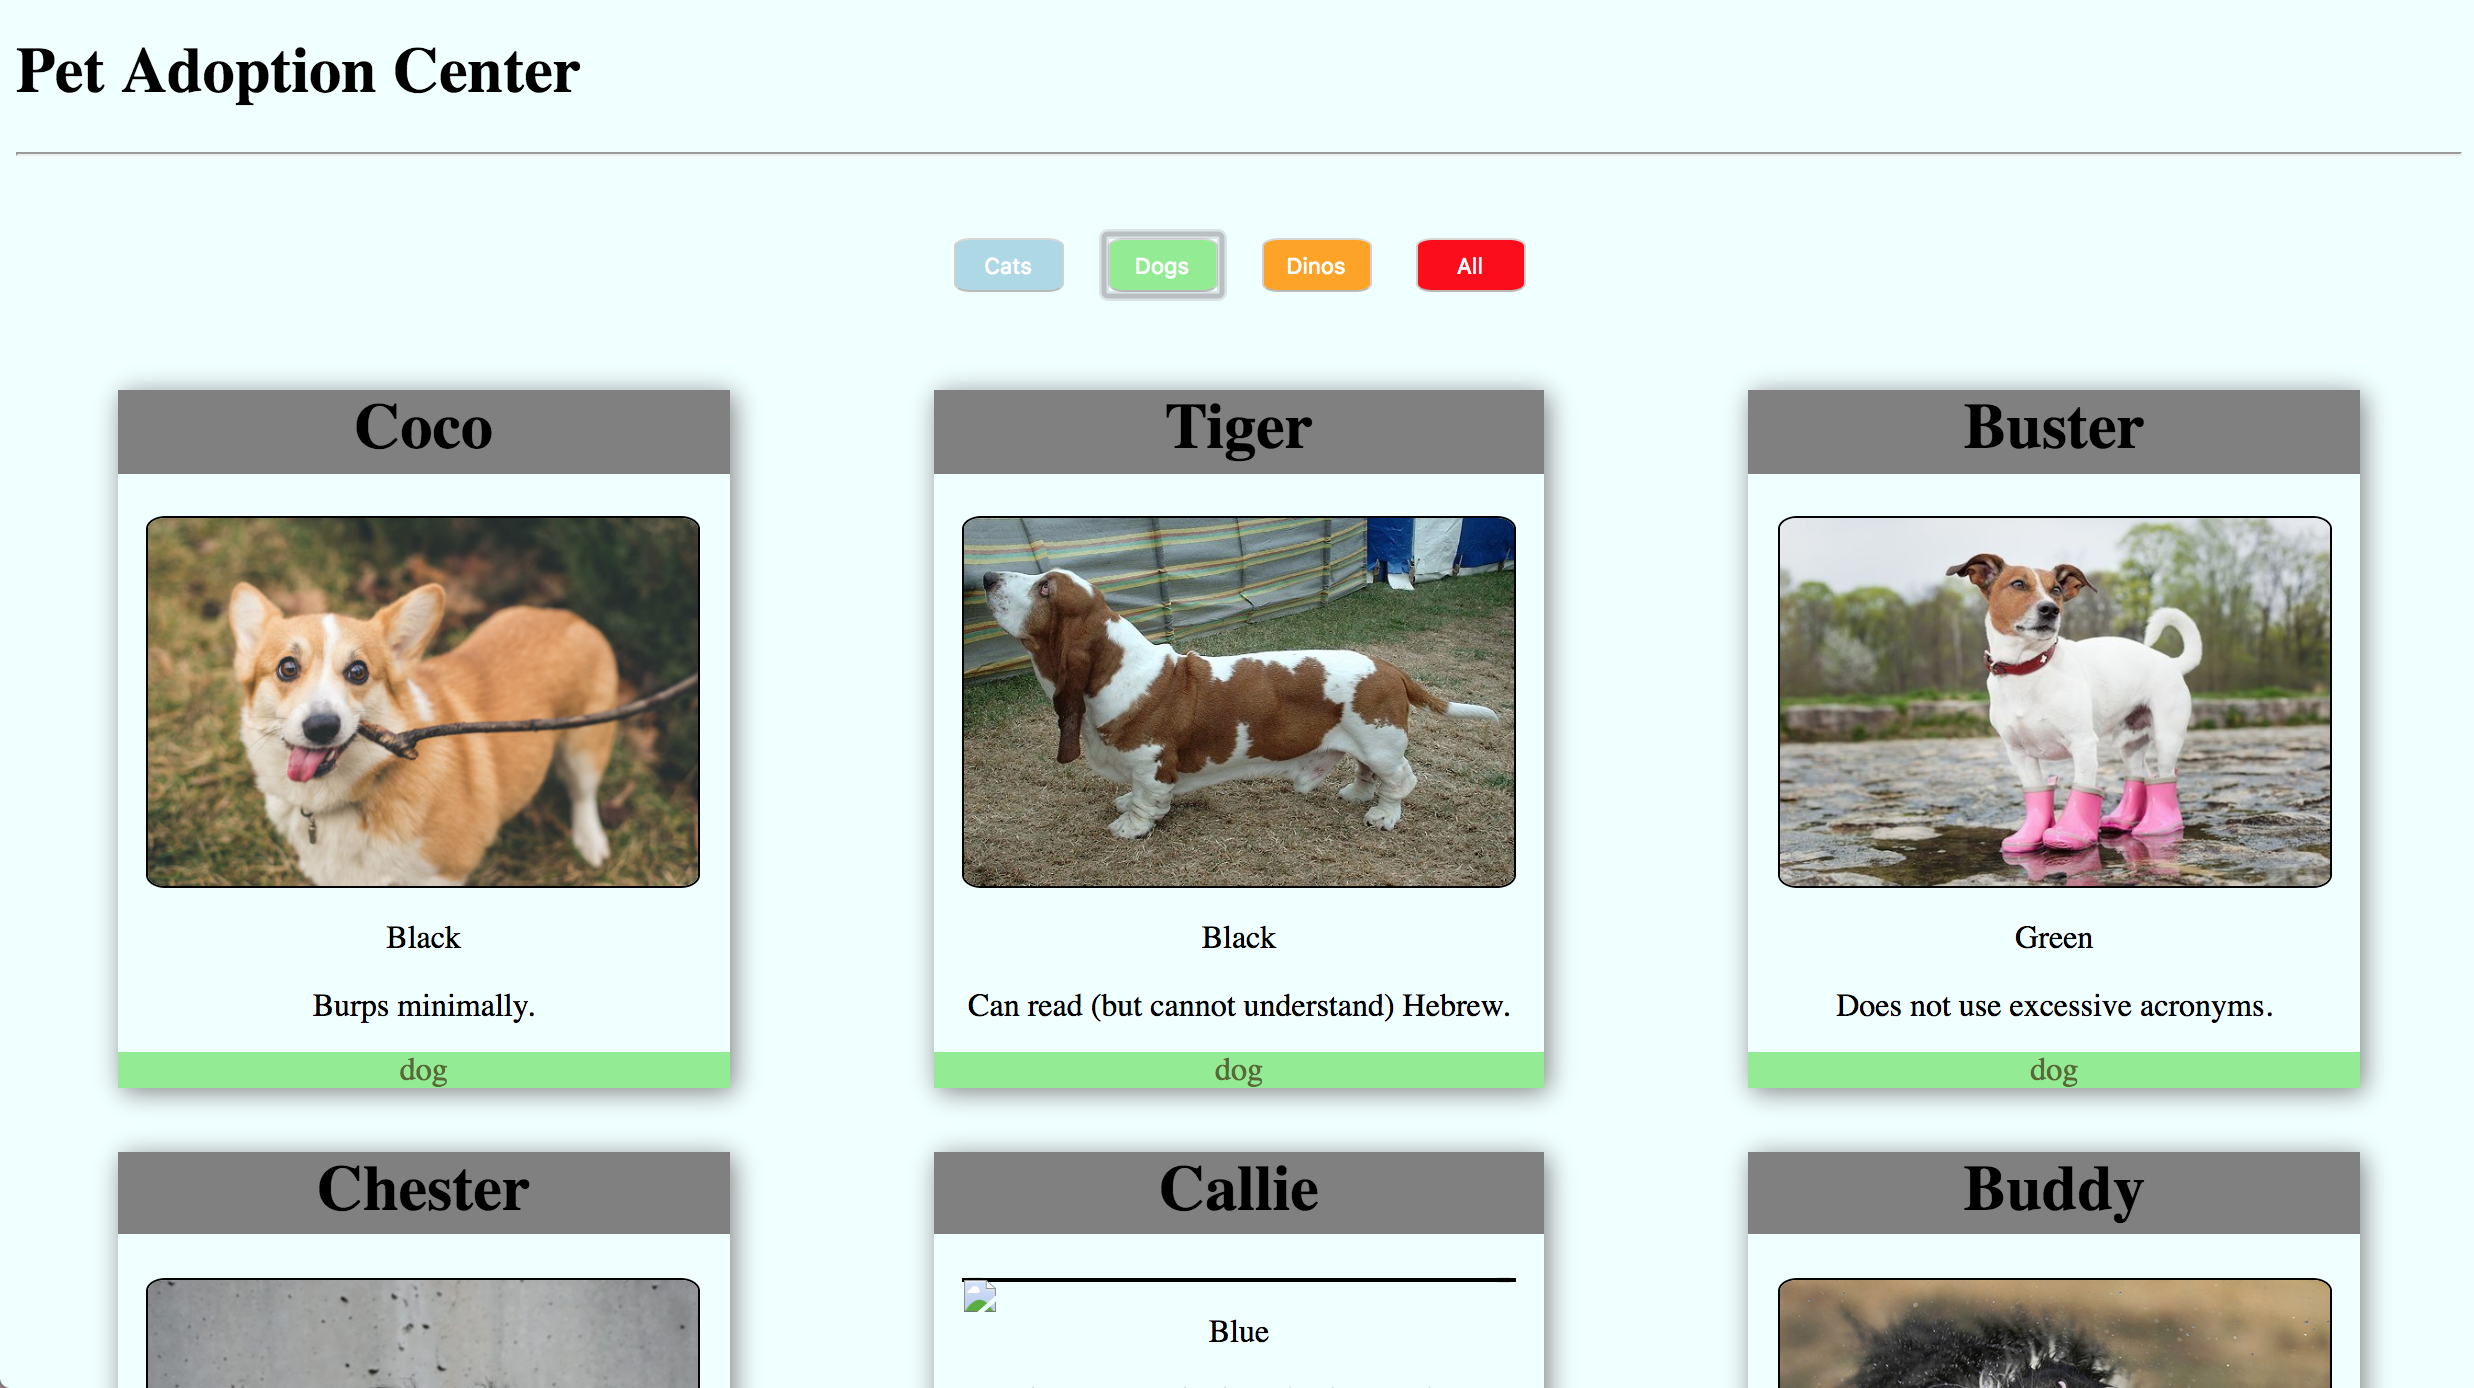 Pet Adoption Center
Cats Dogs Dinos All
Coco Tiger Buster
Black Black Green
Burps minimally. Can read (but cannot understand) Hebrew. Does not use excessive acronyms.
dog dog dog
Chester Callie Buddy
Blue